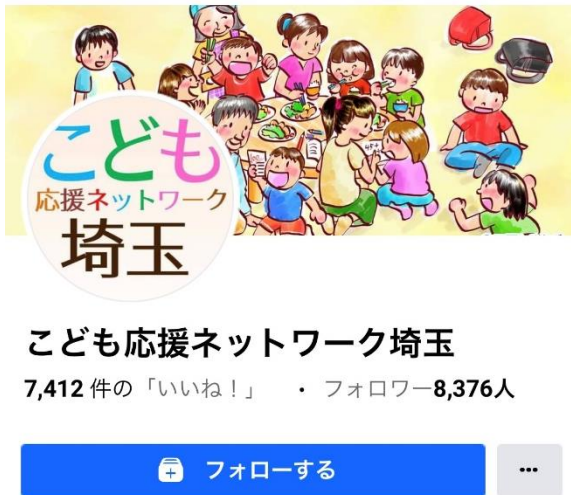 こども
応援ネットワーク
埼玉
こども応援ネットワーク埼玉
7,412 件の「いいね！」 ・ フォロワー8,376人
フォローする